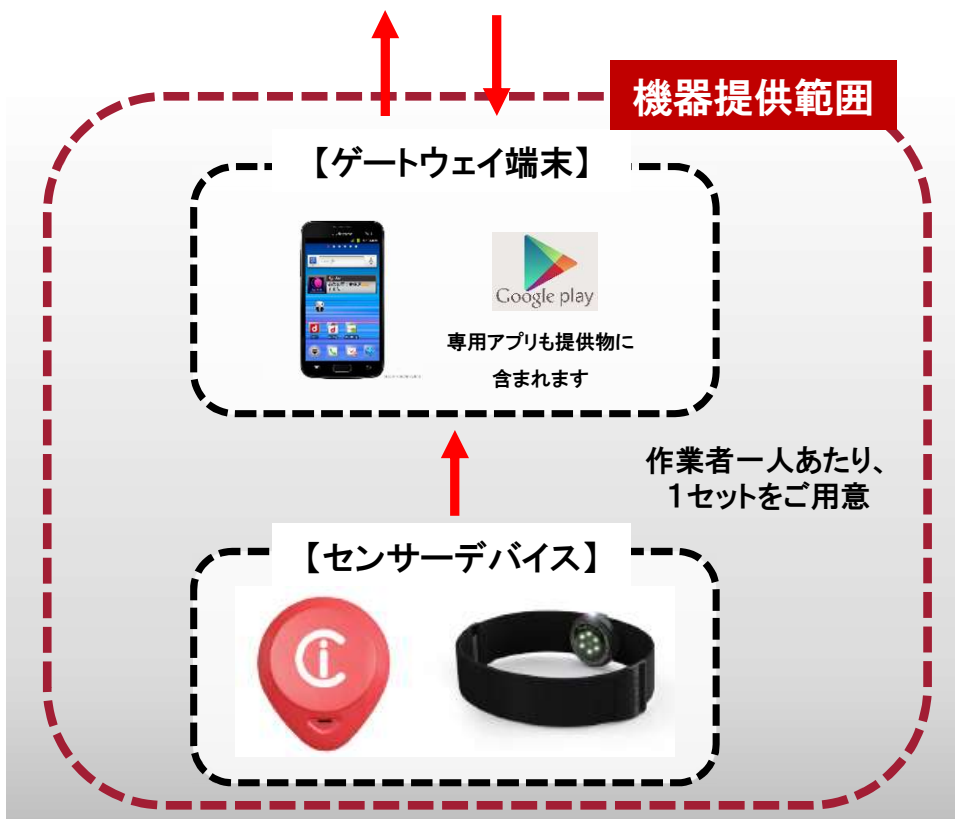 機器提供範囲
【ゲートウェイ端末】
Google play
専用アプリも提供物に
含まれます
作業者一人あたり、
1セットをご用意
【センサーデバイス】